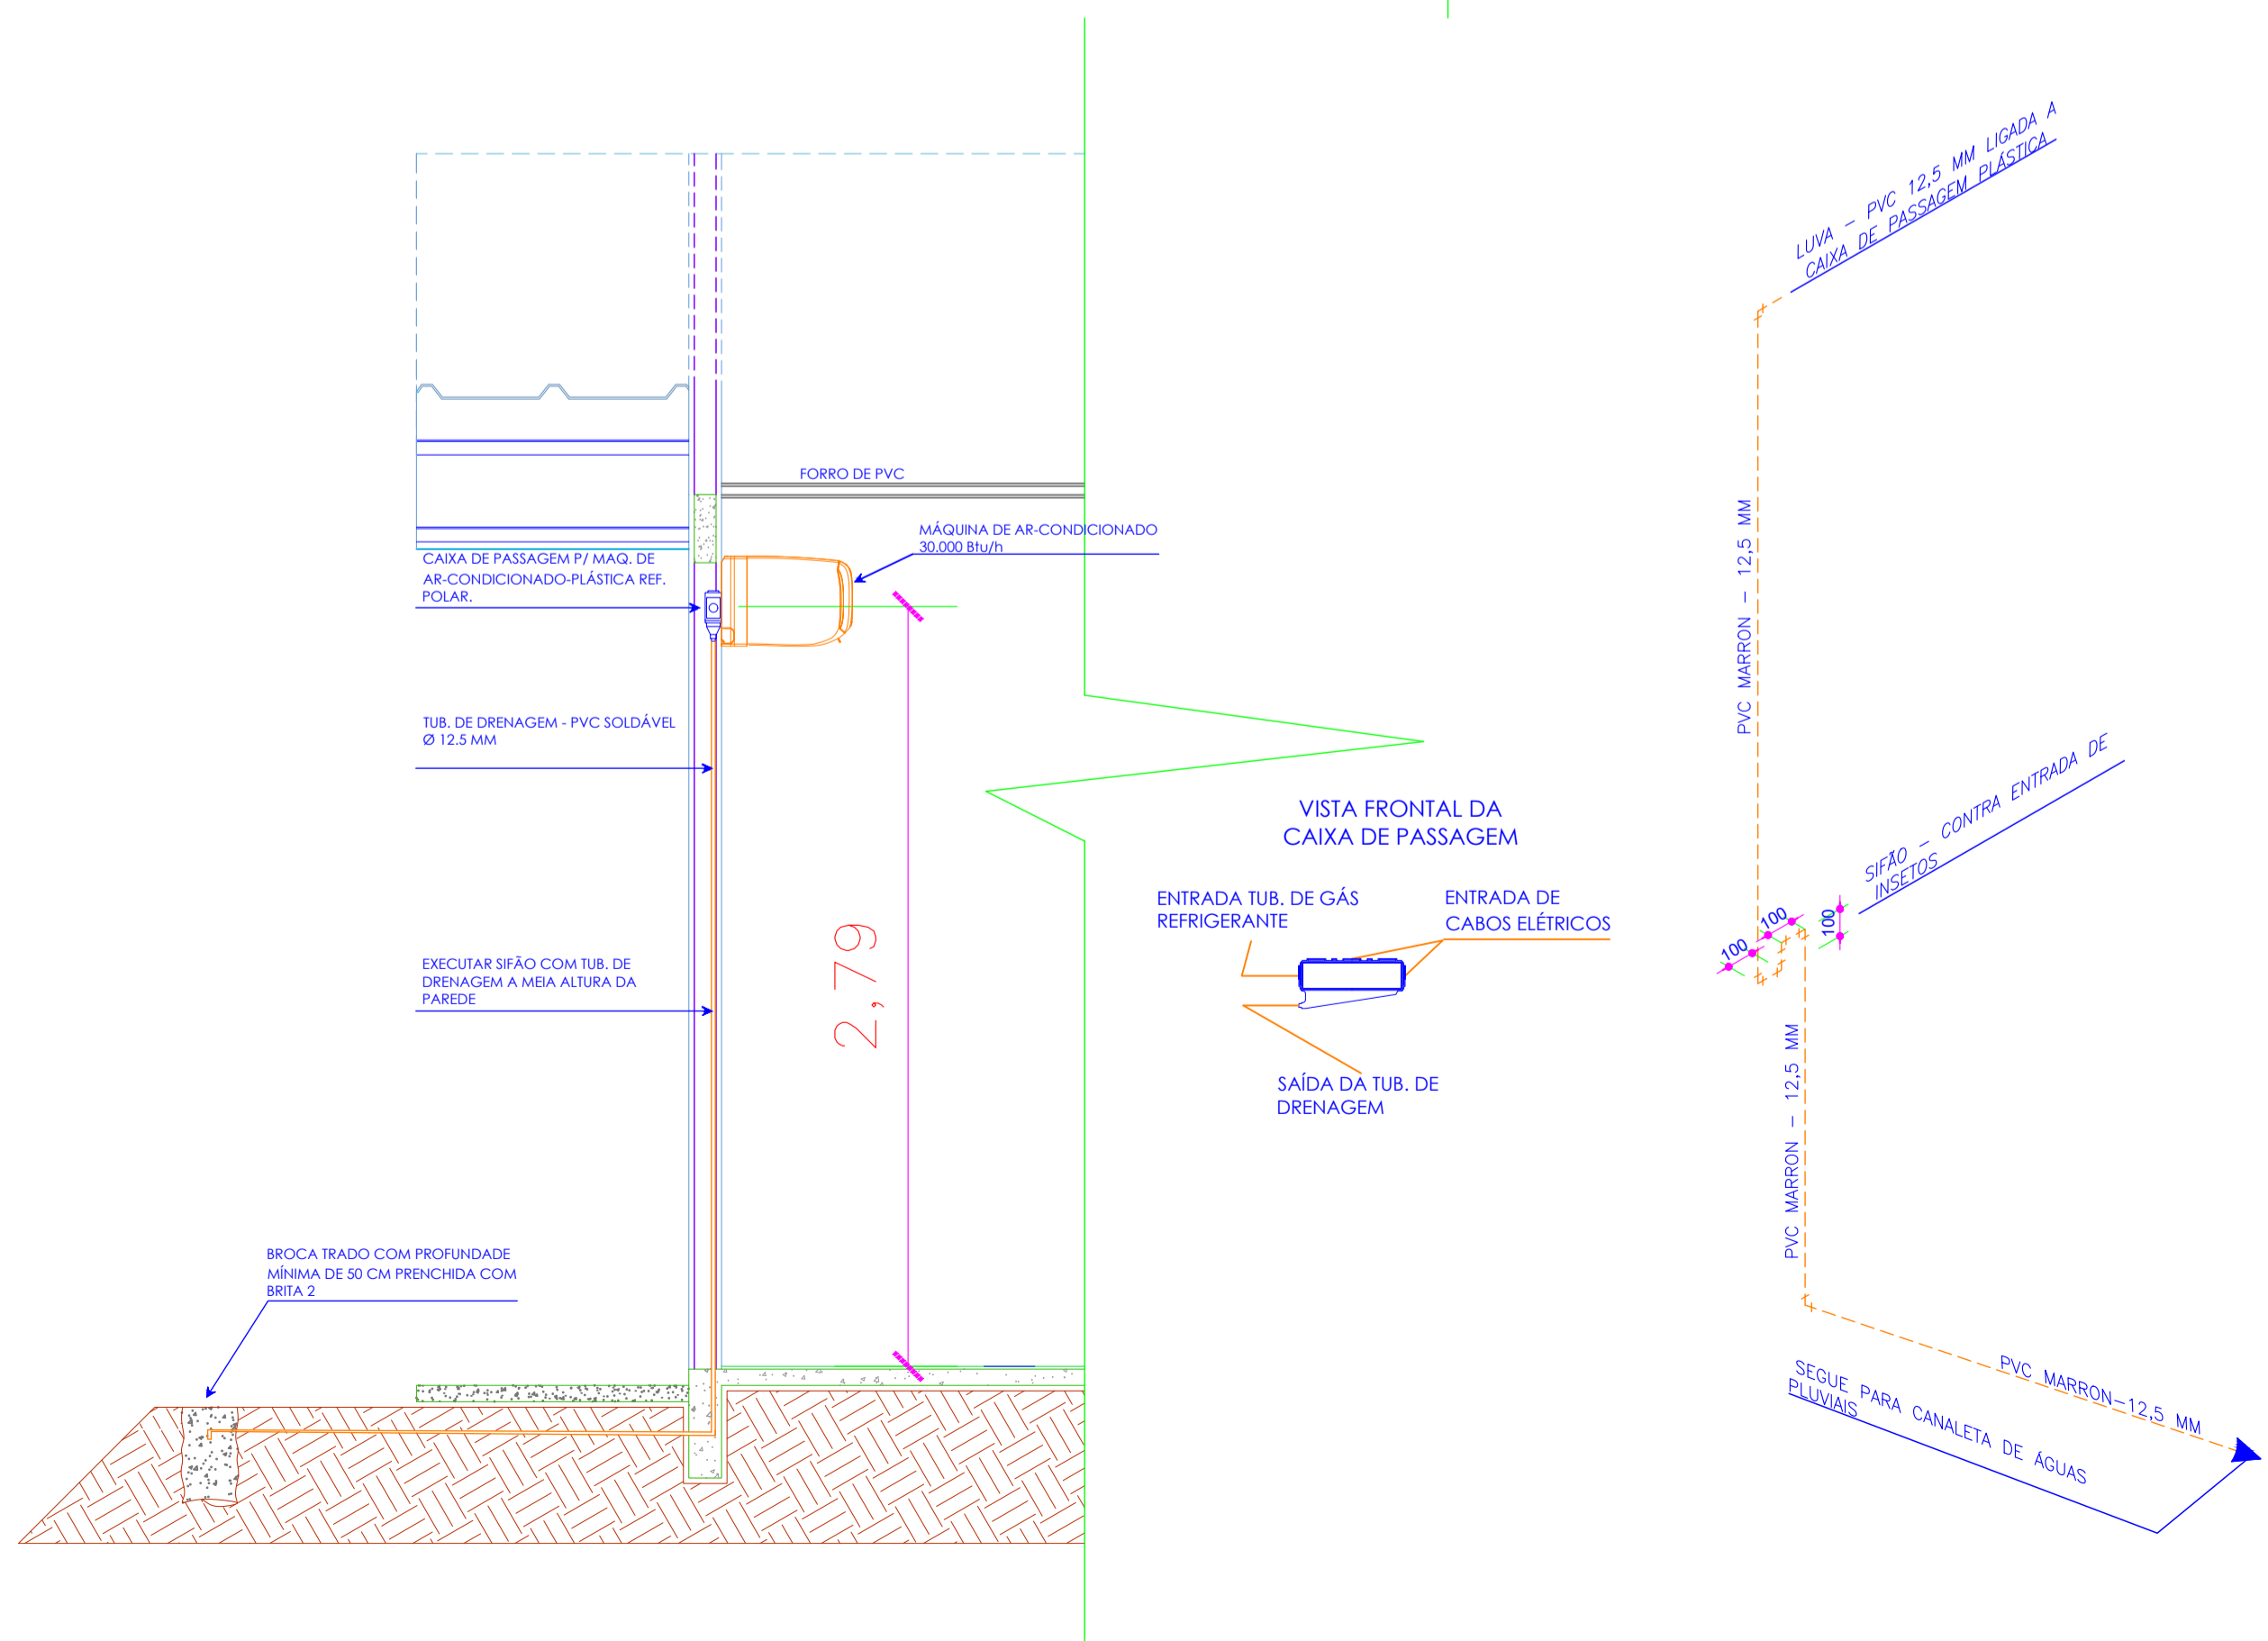 LUVA - PVC 12,5 MM LIGADA A
CAIXA DE PASSAGEM PLÁSTICA
FORRO DE PVC
MÁQUINA DE AR-CONDICIONADO
30.000 Btu/h
CAIXA DE PASSAGEM P/ MAQ. DE
AR-CONDICIONADO-PLÁSTICA REF.
POLAR.
PVC MARRON - 12,5 MM
TUB. DE DRENAGEM - PVC SOLDÁVEL
Ø 12.5 MM
VISTA FRONTAL DA
CAIXA DE PASSAGEM
ENTRADA TUB. DE GÁS
REFRIGERANTE
ENTRADA DE
CABOS ELÉTRICOS
SAÍDA DA TUB. DE
DRENAGEM
SIFÃO - CONTRA ENTRADA DE
INSETOS
100
100
100
2,79
EXECUTAR SIFÃO COM TUB. DE
DRENAGEM A MEIA ALTURA DA
PAREDE
PVC MARRON - 12,5 MM
BROCA TRADO COM PROFUNDADE
MÍNIMA DE 50 CM PRENCHIDA COM
BRITA 2
PVC MARRON-12,5 MM
SEGUE PARA CANALETA DE ÁGUAS
PLUVIAIS